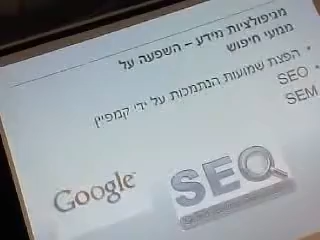 מניפולציות מידע – השפעה על
מנועי חיפוש
• הפצת שמועות הנתמכות על ידי קמפיין
• SEO
SEM
Google
SEO